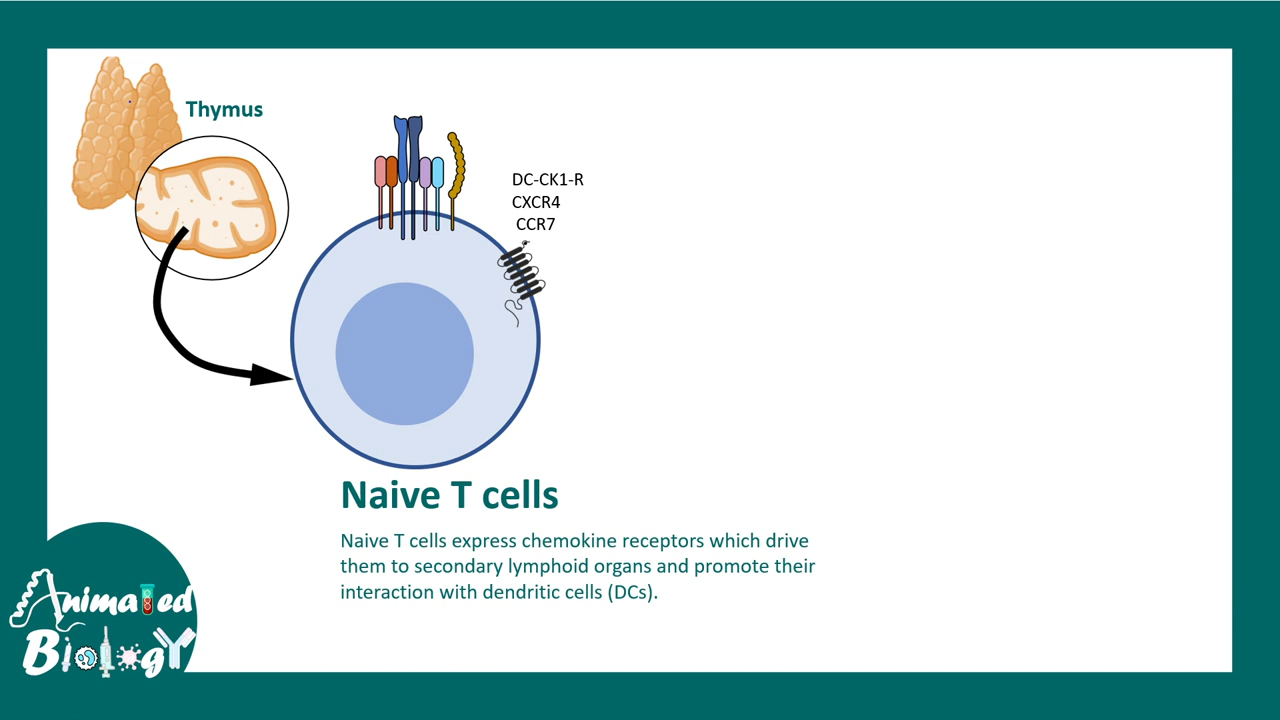 Thymus
DC-CK1-R
CXCR4
CCR7
Naive T cells
Naive T cells express chemokine receptors which drive
them to secondary lymphoid organs and promote their
interaction with dendritic cells (DCs).
Animated
Biology